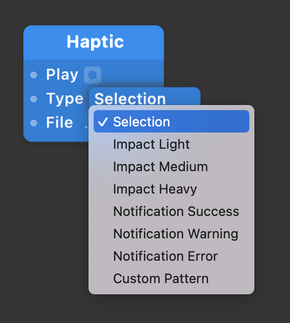 Haptic
Play
Type Selection
File
✓ Selection
Impact Light
Impact Medium
Impact Heavy
Notification Success
Notification Warning
Notification Error
Custom Pattern